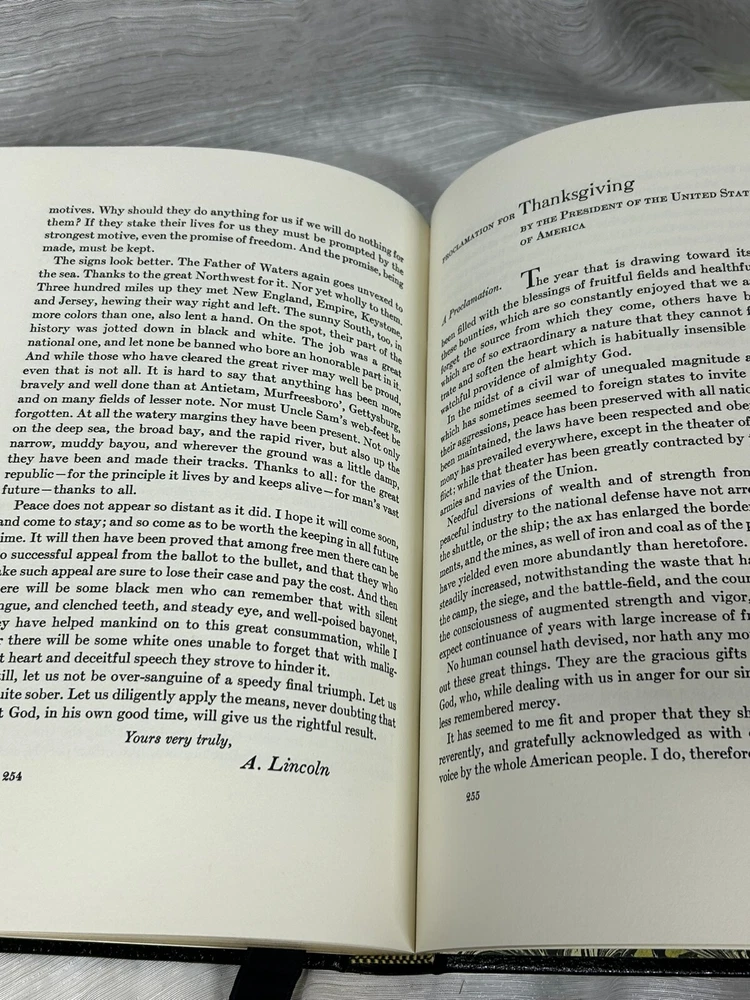 motives. Why should they do anything for us if we will do nothing for
them? If they stake their lives for us they must be prompted by the
strongest motive, even the promise of freedom. And the promise, being
made, must be kept.
The signs look better. The Father of Waters again goes unvexed to
the sea. Thanks to the great Northwest for it. Nor yet wholly to them.
Three hundred miles up they met New England, Empire, Keystone,
and Jersey, hewing their way right and left. The sunny South, too, in
more colors than one, also lent a hand. On the spot, their part of the
history was jotted down in black and white. The job was a great
national one, and let none be banned who bore an honorable part in it.
And while those who have cleared the great river may well be proud,
even that is not all. It is hard to say that anything has been more
bravely and well done than at Antietam, Murfreesboro', Gettysburg,
and on many fields of lesser note. Nor must Uncle Sam's web-feet be
forgotten. At all the watery margins they have been present. Not only
on the deep sea, the broad bay, and the rapid river, but also up the
narrow, muddy bayou, and wherever the ground was a little damp,
they have been and made their tracks. Thanks to all: for the great
republic—for the principle it lives by and keeps alive—for man's vast
future—thanks to all.
Peace does not appear so distant as it did. I hope it will come soon,
and come to stay; and so come as to be worth the keeping in all future
ime. It will then have been proved that among free men there can be
o successful appeal from the ballot to the bullet, and that they who
ke such appeal are sure to lose their case and pay the cost. And then
ere will be some black men who can remember that with silent
ngue, and clenched teeth, and steady eye, and well-poised bayonet,
ey have helped mankind on to this great consummation, while I
r there will be some white ones unable to forget that with malig-
t heart and deceitful speech they strove to hinder it.
ill, let us not be over-sanguine of a speedy final triumph. Let us
uite sober. Let us diligently apply the means, never doubting that
t God, in his own good time, will give us the rightful result.
Yours very truly,
A. Lincoln
254
PROCLAMATION FOR Thanksgiving
BY THE PRESIDENT OF THE UNITED STAT
OF AMERICA
A Proclamation. The year that is drawing toward its
been filled with the blessings of fruitful fields and healthfu
these bounties, which are so constantly enjoyed that we a
forget the source from which they come, others have b
which are of so extraordinary a nature that they cannot f
trate and soften the heart which is habitually insensible
watchful providence of almighty God.
In the midst of a civil war of unequaled magnitude a
which has sometimes seemed to foreign states to invite
their aggressions, peace has been preserved with all natio
been maintained, the laws have been respected and obe
mony has prevailed everywhere, except in the theater of
flict; while that theater has been greatly contracted by
armies and navies of the Union.
Needful diversions of wealth and of strength from
peaceful industry to the national defense have not arre
the shuttle, or the ship; the ax has enlarged the border
ments, and the mines, as well of iron and coal as of the p
have yielded even more abundantly than heretofore.
steadily increased, notwithstanding the waste that ha
the camp, the siege, and the battle-field, and the coun
the consciousness of augmented strength and vigor,
expect continuance of years with large increase of fr
No human counsel hath devised, nor hath any mor
out these great things. They are the gracious gifts
God, who, while dealing with us in anger for our sin
less remembered mercy.
It has seemed to me fit and proper that they sh
reverently, and gratefully acknowledged as with
voice by the whole American people. I do, therefor
255